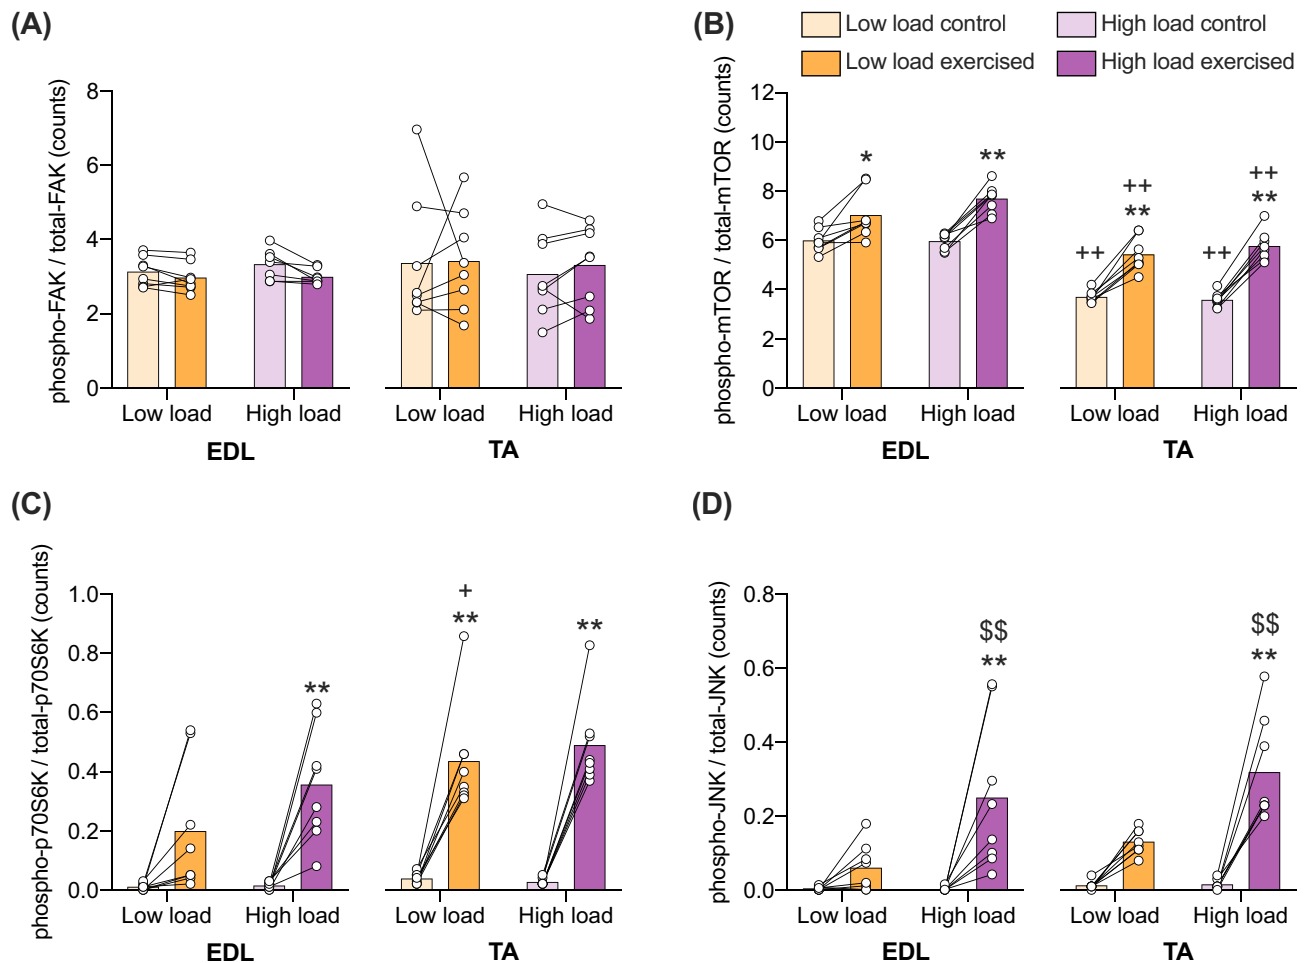 (A)
phospho-FAK / total-FAK (counts)
8
6
4
2
0
Low load
High load
Low load
High load
EDL
TA
(B)
Low load control
High load control
Low load exercised
High load exercised
phospho-mTOR / total-mTOR (counts)
12
10
8
6
4
2
0
*
**
++
++
**
++
++
**
Low load
High load
Low load
High load
EDL
TA
(C)
phospho-p70S6K / total-p70S6K (counts)
1.0
0.8
0.6
0.4
0.2
0.0
**
+
**
**
Low load
High load
Low load
High load
EDL
TA
(D)
phospho-JNK / total-JNK (counts)
0.8
0.6
0.4
0.2
0.0
$$
**
$$
**
Low load
High load
Low load
High load
EDL
TA